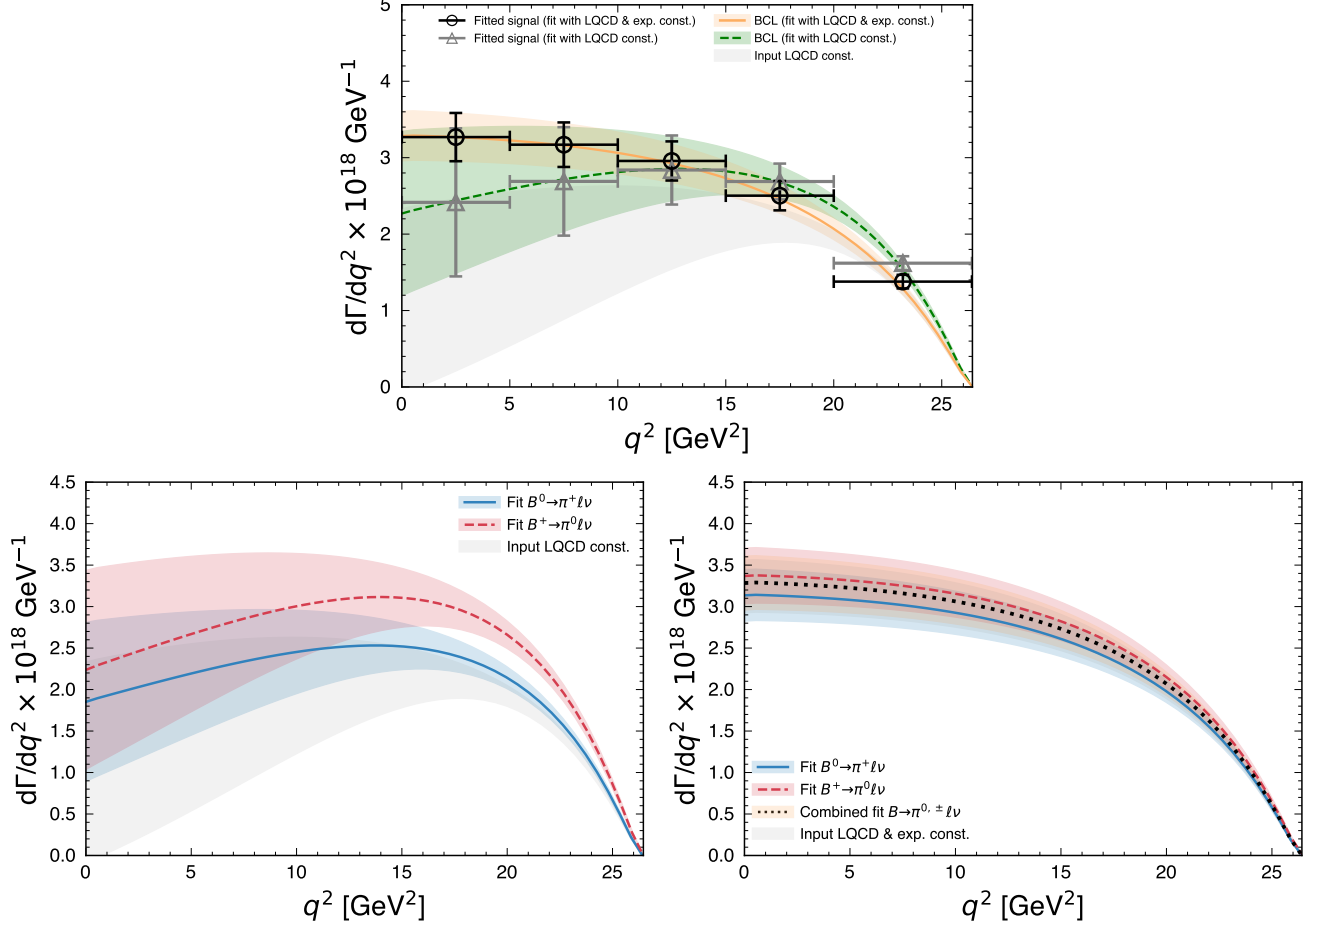 5
4
3
2
1
0
dΓ/dq² × 10¹⁸ GeV⁻¹
Fitted signal (fit with LQCD & exp. const.)
Fitted signal (fit with LQCD const.)
BCL (fit with LQCD & exp. const.)
BCL (fit with LQCD const.)
Input LQCD const.
0 5 10 15 20 25
q² [GeV²]
4.5
4.0
3.5
3.0
2.5
2.0
1.5
1.0
0.5
0.0
dΓ/dq² × 10¹⁸ GeV⁻¹
Fit B⁰→π⁺ℓν
Fit B⁺→π⁰ℓν
Input LQCD const.
0 5 10 15 20 25
q² [GeV²]
4.5
4.0
3.5
3.0
2.5
2.0
1.5
1.0
0.5
0.0
dΓ/dq² × 10¹⁸ GeV⁻¹
Fit B⁰→π⁺ℓν
Fit B⁺→π⁰ℓν
Combined fit B→π⁰˒ ±ℓν
Input LQCD & exp. const.
0 5 10 15 20 25
q² [GeV²]